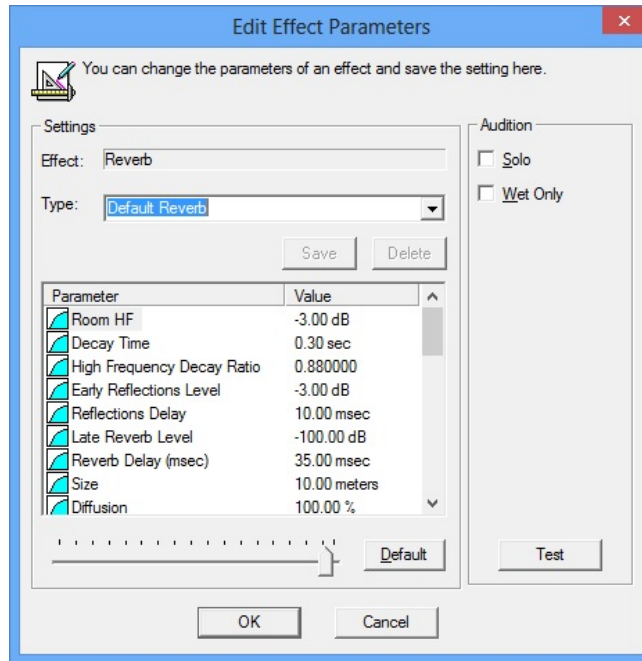 Edit Effect Parameters
You can change the parameters of an effect and save the setting here.
Settings
Effect: Reverb
Type: Default Reverb
Save Delete
Parameter Value
Room HF -3.00 dB
Decay Time 0.30 sec
High Frequency Decay Ratio 0.880000
Early Reflections Level -3.00 dB
Reflections Delay 10.00 msec
Late Reverb Level -100.00 dB
Reverb Delay (msec) 35.00 msec
Size 10.00 meters
Diffusion 100.00 %
Default
Audition
Solo
Wet Only
Test
OK Cancel